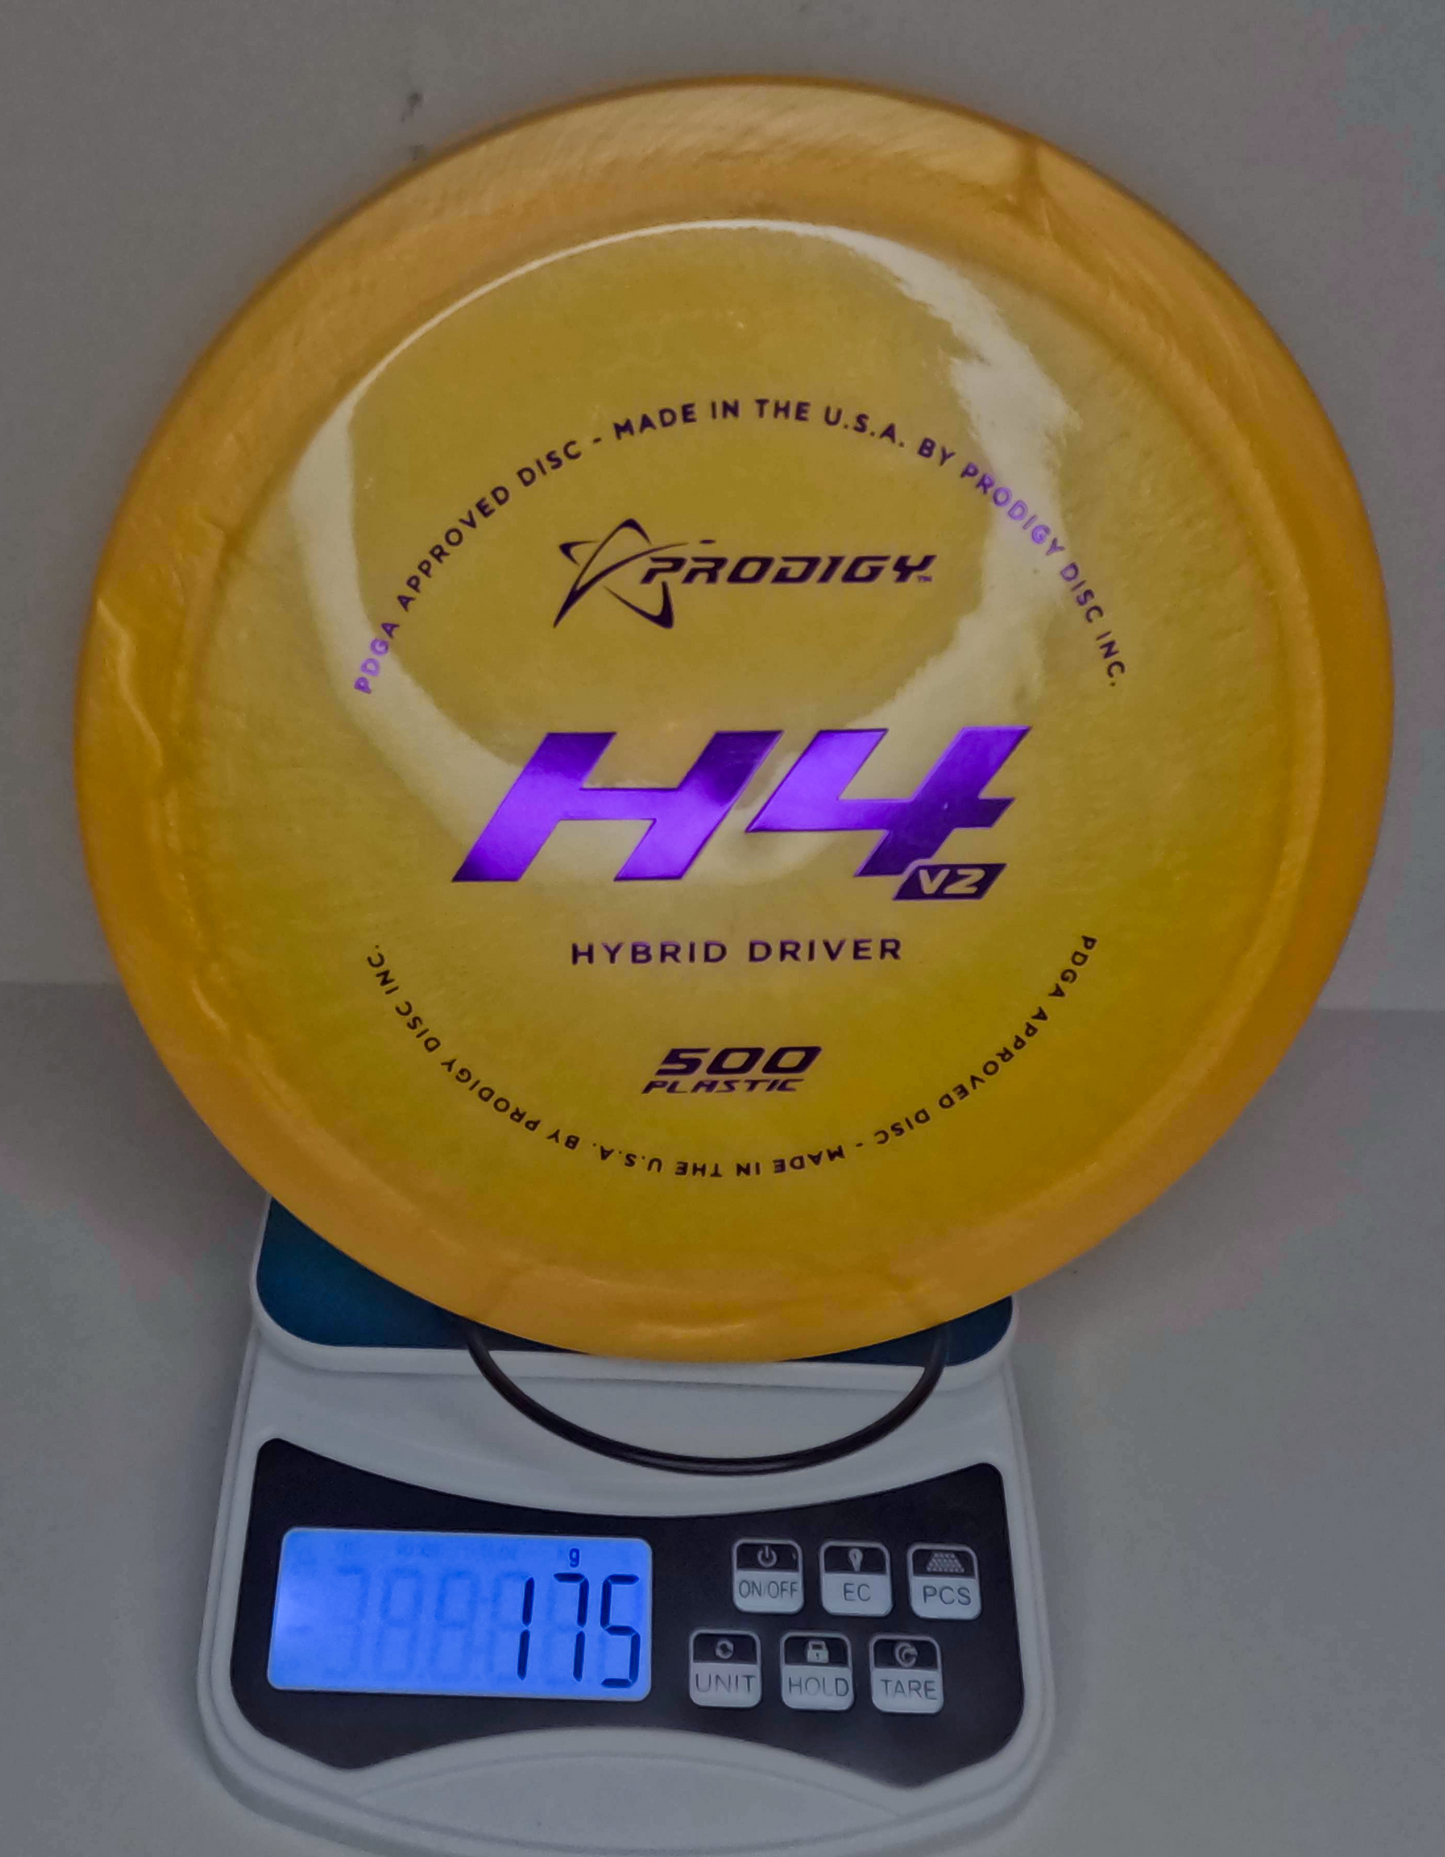 PDGA APPROVED DISC - MADE IN THE U.S.A. BY PRODIGY DISC INC.
PRODIGY™
H4
V2
HYBRID DRIVER
500
PLASTIC
PDGA APPROVED DISC - MADE IN THE U.S.A. BY PRODIGY DISC INC.
g
175
ON/OFF EC PCS
UNIT HOLD TARE